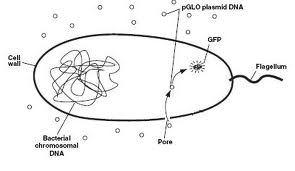 pGLO plasmid DNA
GFP
Cell
wall
Flagellum
Bacterial
chromosomal
DNA
Pore